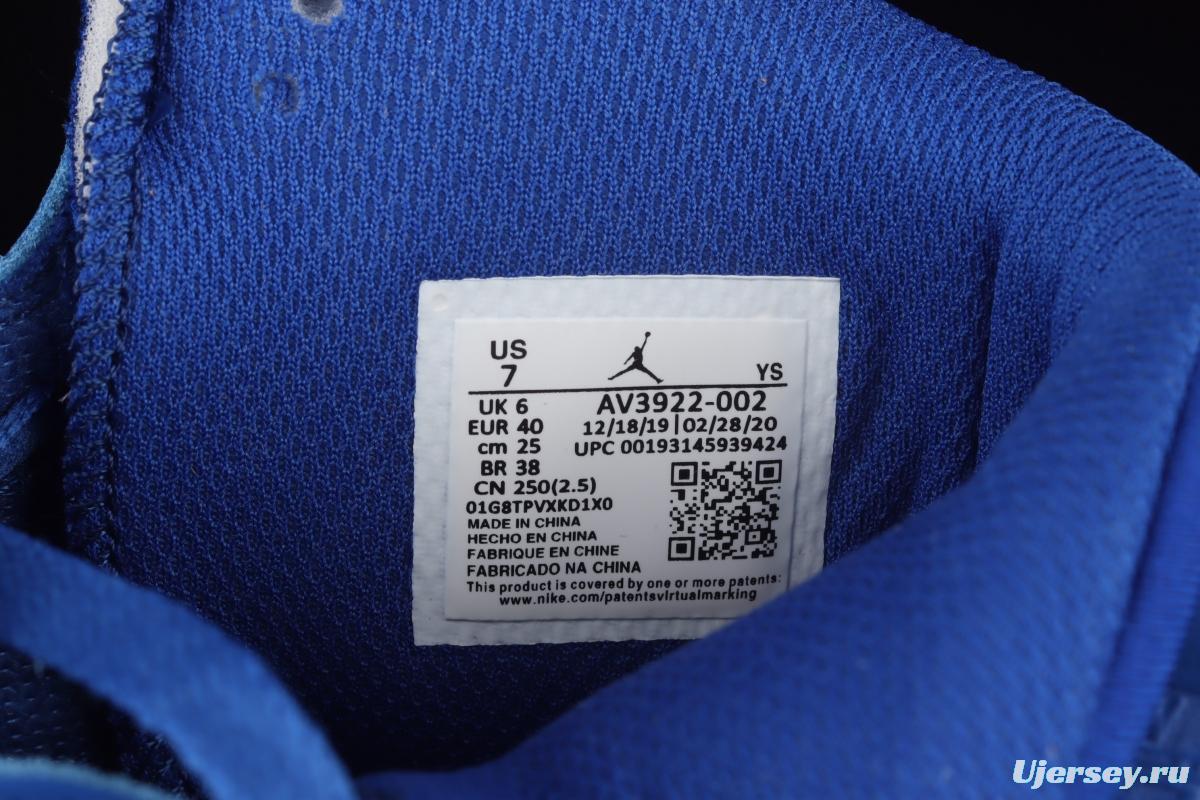 US
7
YS
UK 6
AV3922-002
EUR 40
12/18/19|02/28/20
cm 25
UPC 00193145939424
BR 38
CN 250(2.5)
01G8TPVXKD1X0
MADE IN CHINA
HECHO EN CHINA
FABRIQUE EN CHINE
FABRICADO NA CHINA
This product is covered by one or more patents:
www.nike.com/patentsvirtualmarking
Ujersey.ru